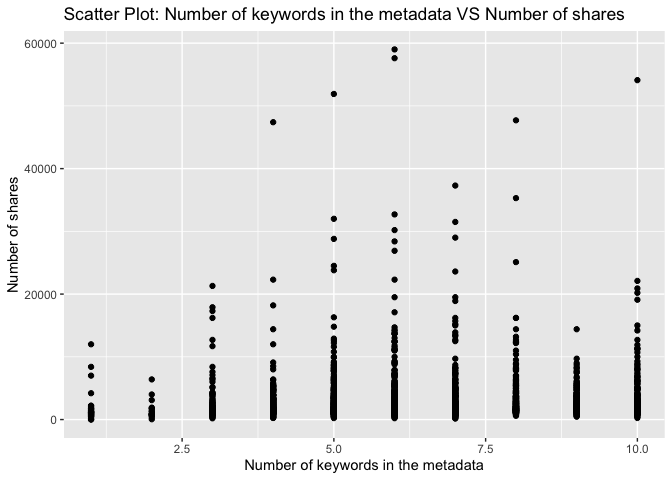 Scatter Plot: Number of keywords in the metadata VS Number of shares
60000
40000
20000
0
Number of shares
2.5 5.0 7.5 10.0
Number of keywords in the metadata